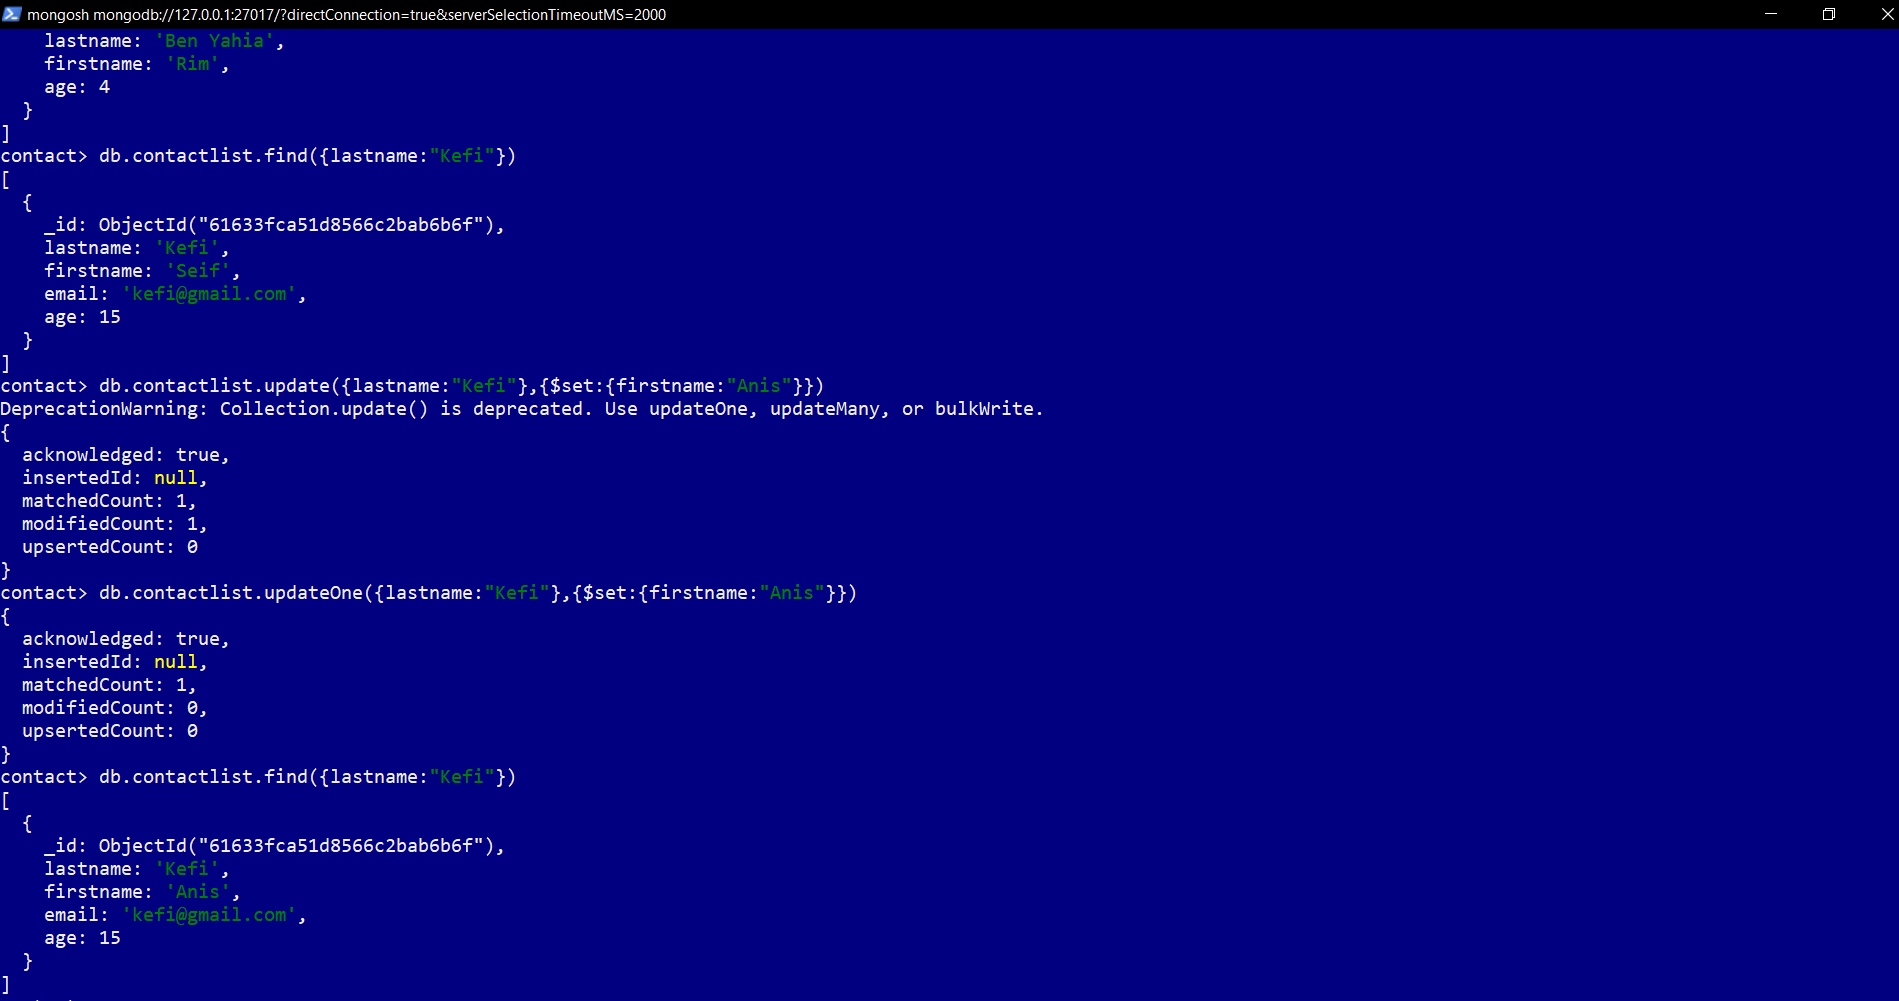 mongosh mongodb://127.0.0.1:27017/?directConnection=true&serverSelectionTimeoutMS=2000
    lastname: 'Ben Yahia',
    firstname: 'Rim',
    age: 4
  }
]
contact> db.contactlist.find({lastname:"Kefi"})
[
  {
    _id: ObjectId("61633fca51d8566c2bab6b6f"),
    lastname: 'Kefi',
    firstname: 'Seif',
    email: 'kefi@gmail.com',
    age: 15
  }
]
contact> db.contactlist.update({lastname:"Kefi"},{$set:{firstname:"Anis"}})
DeprecationWarning: Collection.update() is deprecated. Use updateOne, updateMany, or bulkWrite.
{
  acknowledged: true,
  insertedId: null,
  matchedCount: 1,
  modifiedCount: 1,
  upsertedCount: 0
}
contact> db.contactlist.updateOne({lastname:"Kefi"},{$set:{firstname:"Anis"}})
{
  acknowledged: true,
  insertedId: null,
  matchedCount: 1,
  modifiedCount: 0,
  upsertedCount: 0
}
contact> db.contactlist.find({lastname:"Kefi"})
[
  {
    _id: ObjectId("61633fca51d8566c2bab6b6f"),
    lastname: 'Kefi',
    firstname: 'Anis',
    email: 'kefi@gmail.com',
    age: 15
  }
]